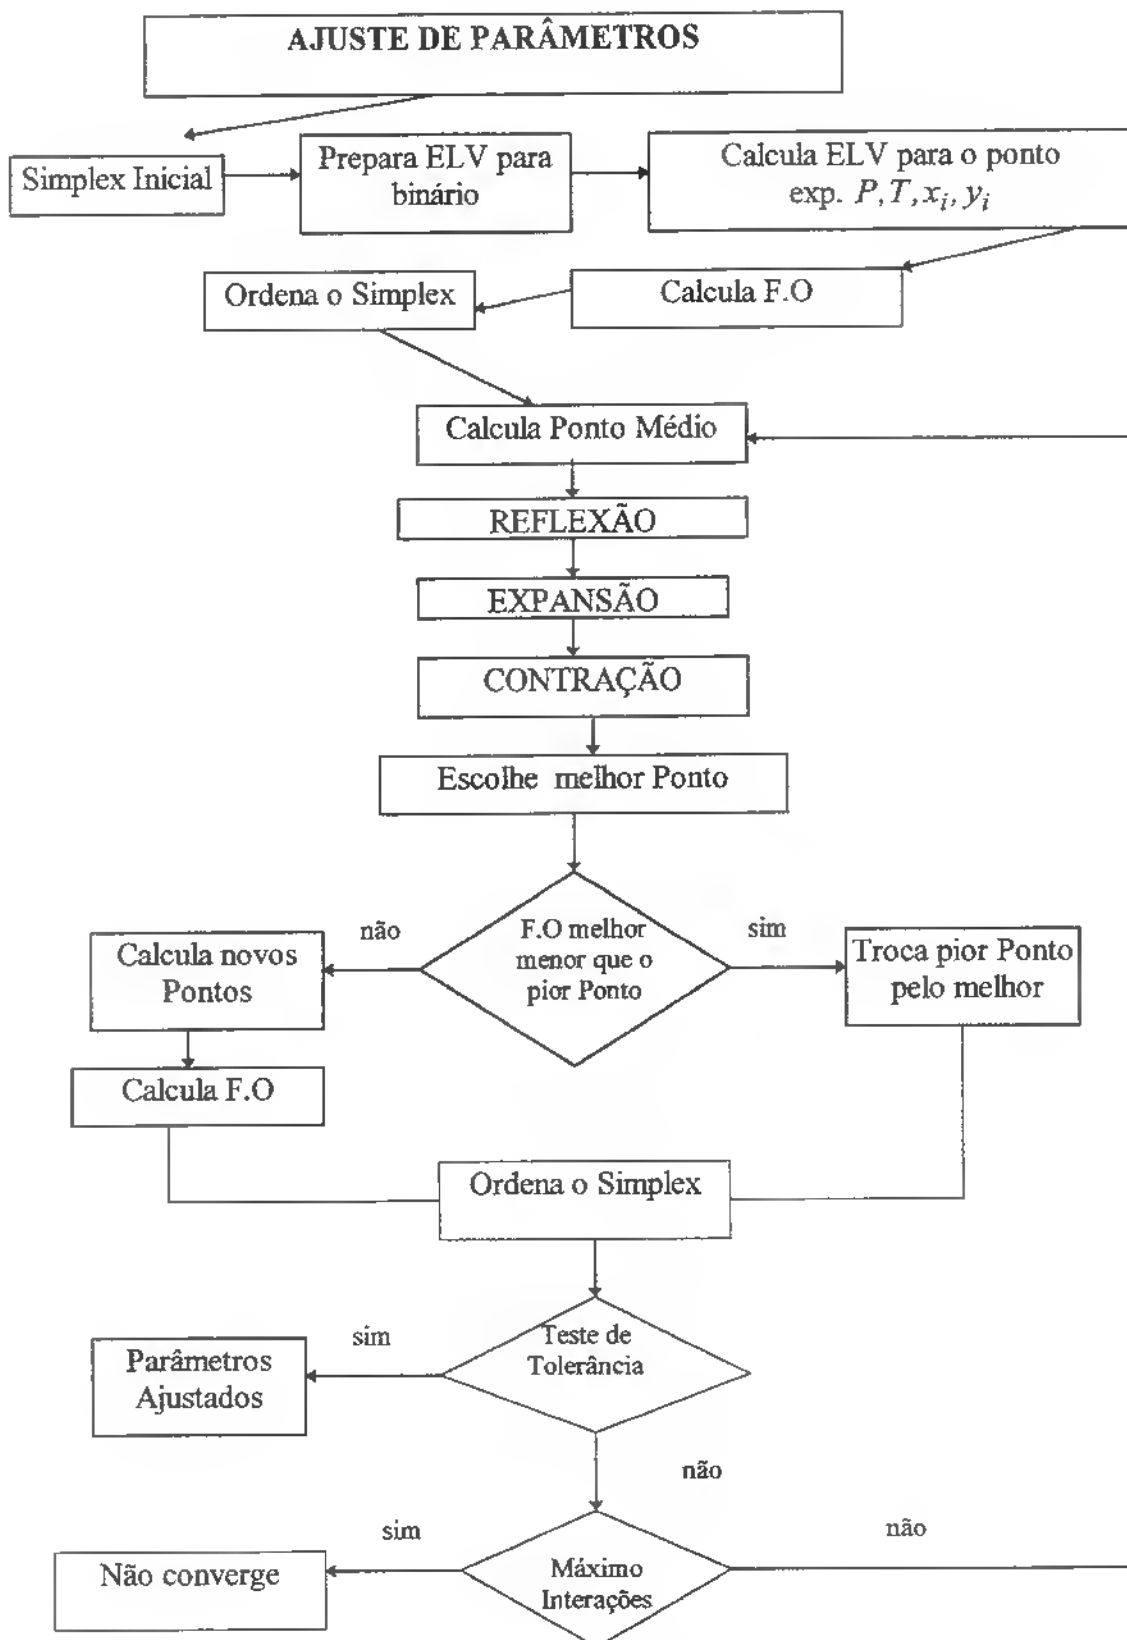 AJUSTE DE PARÂMETROS
Simplex Inicial
Prepara ELV para
binário
Calcula ELV para o ponto
exp. P, T, x_i, y_i
Ordena o Simplex
Calcula F.O
Calcula Ponto Médio
REFLEXÃO
EXPANSÃO
CONTRAÇÃO
Escolhe melhor Ponto
não
F.O melhor
menor que o
pior Ponto
sim
Calcula novos
Pontos
Troca pior Ponto
pelo melhor
Calcula F.O
Ordena o Simplex
sim
Teste de
Tolerância
Parâmetros
Ajustados
não
sim
não
Não converge
Máximo
Interações